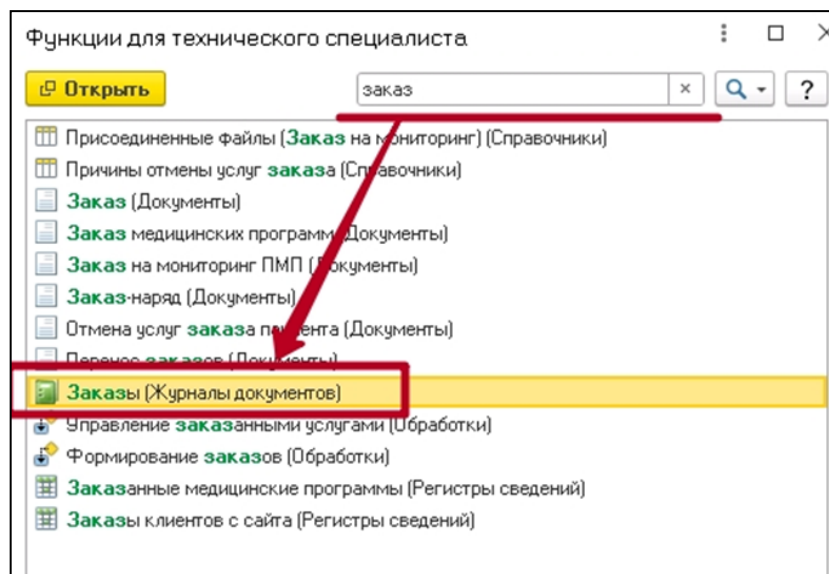 Функции для технического специалиста
Открыть
заказ
?
Присоединенные файлы (Заказ на мониторинг) (Справочники)
Причины отмены услуг заказа (Справочники)
Заказ (Документы)
Заказ медицинских программ (Документы)
Заказ на мониторинг ПМП (Документы)
Заказ-наряд (Документы)
Отмена услуг заказа пациента (Документы)
Перенос заказов (Документы)
Заказы (Журналы документов)
Управление заказанными услугами (Обработки)
Формирование заказов (Обработки)
Заказанные медицинские программы (Регистры сведений)
Заказы клиентов с сайта (Регистры сведений)